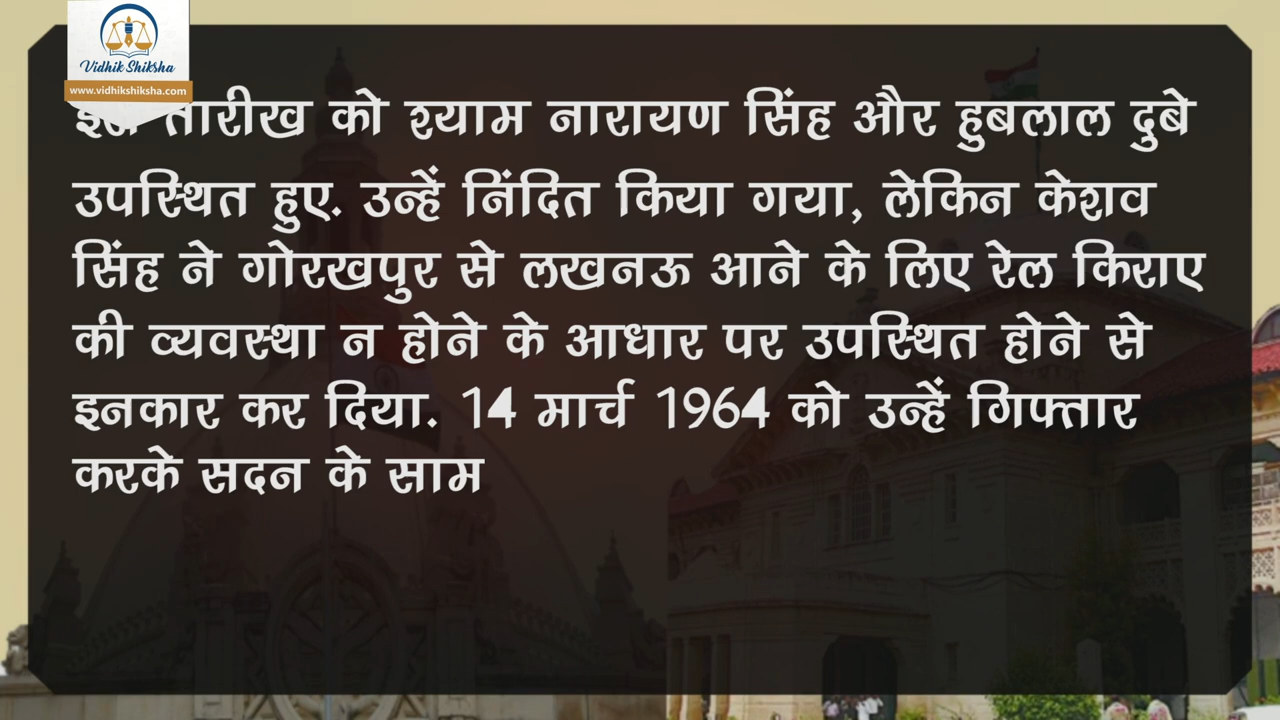 Vidhik Shiksha
www.vidhikshiksha.com
तारीख को श्याम नारायण सिंह और हुबलाल दुबे
उपस्थित हुए. उन्हें निंदित किया गया, लेकिन केशव
सिंह ने गोरखपुर से लखनऊ आने के लिए रेल किराए
की व्यवस्था न होने के आधार पर उपस्थित होने से
इनकार कर दिया. 14 मार्च 1964 को उन्हें गिफ्तार
करके सदन के साम